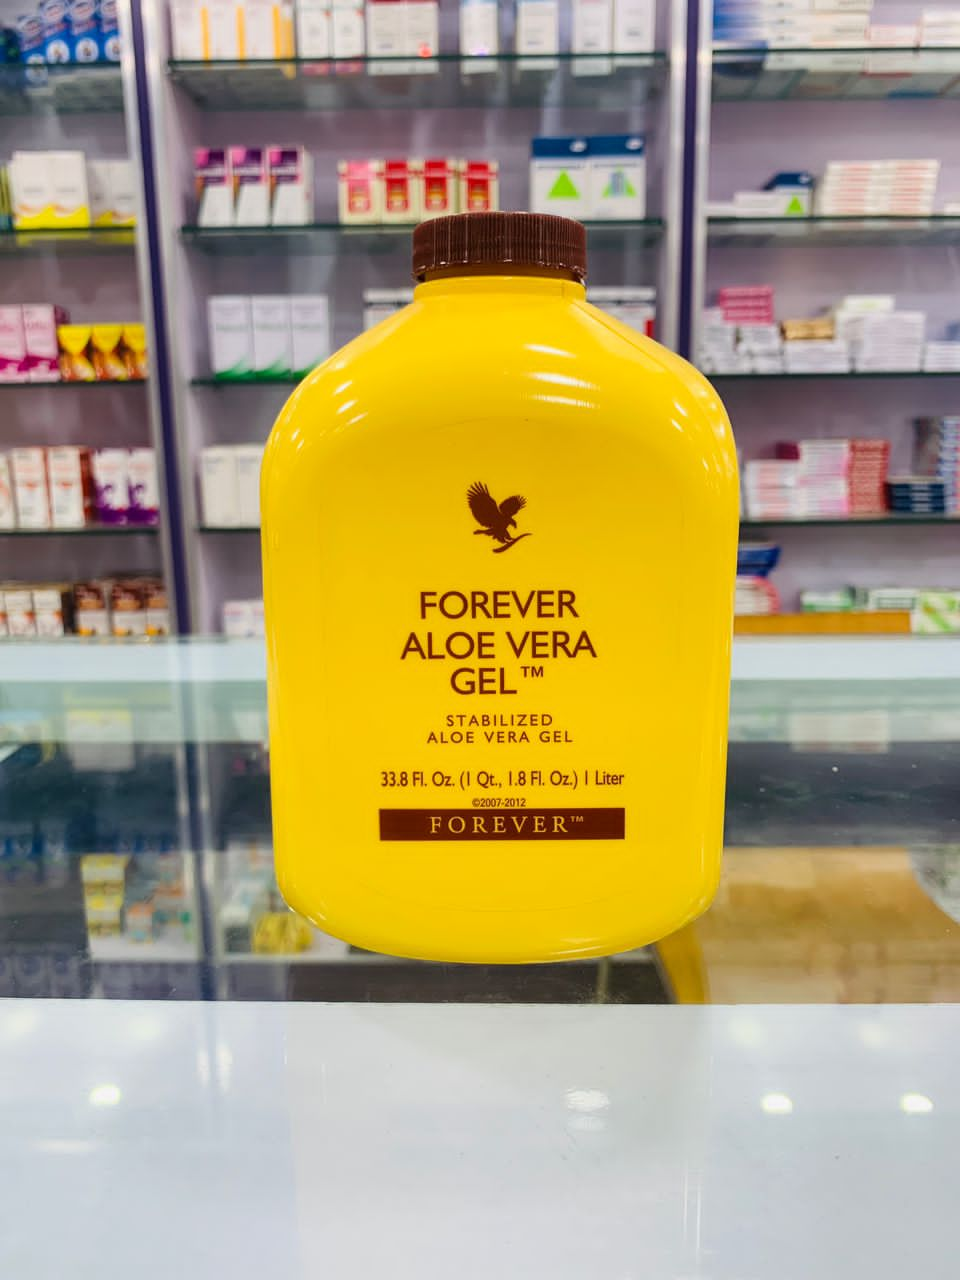 FOREVER
ALOE VERA
GEL™
STABILIZED
ALOE VERA GEL
33.8 Fl. Oz. (1 Qt., 1.8 Fl. Oz.) 1 Liter
©2007-2012
FOREVER™